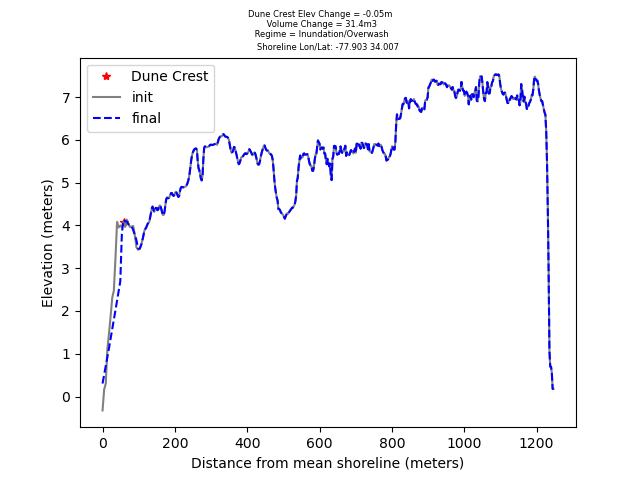 Dune Crest Elev Change = -0.05m
Volume Change = 31.4m3
Regime = Inundation/Overwash
Shoreline Lon/Lat: -77.903 34.007
Dune Crest
init
final
7
6
5
4
3
2
1
0
Elevation (meters)
0 200 400 600 800 1000 1200
Distance from mean shoreline (meters)